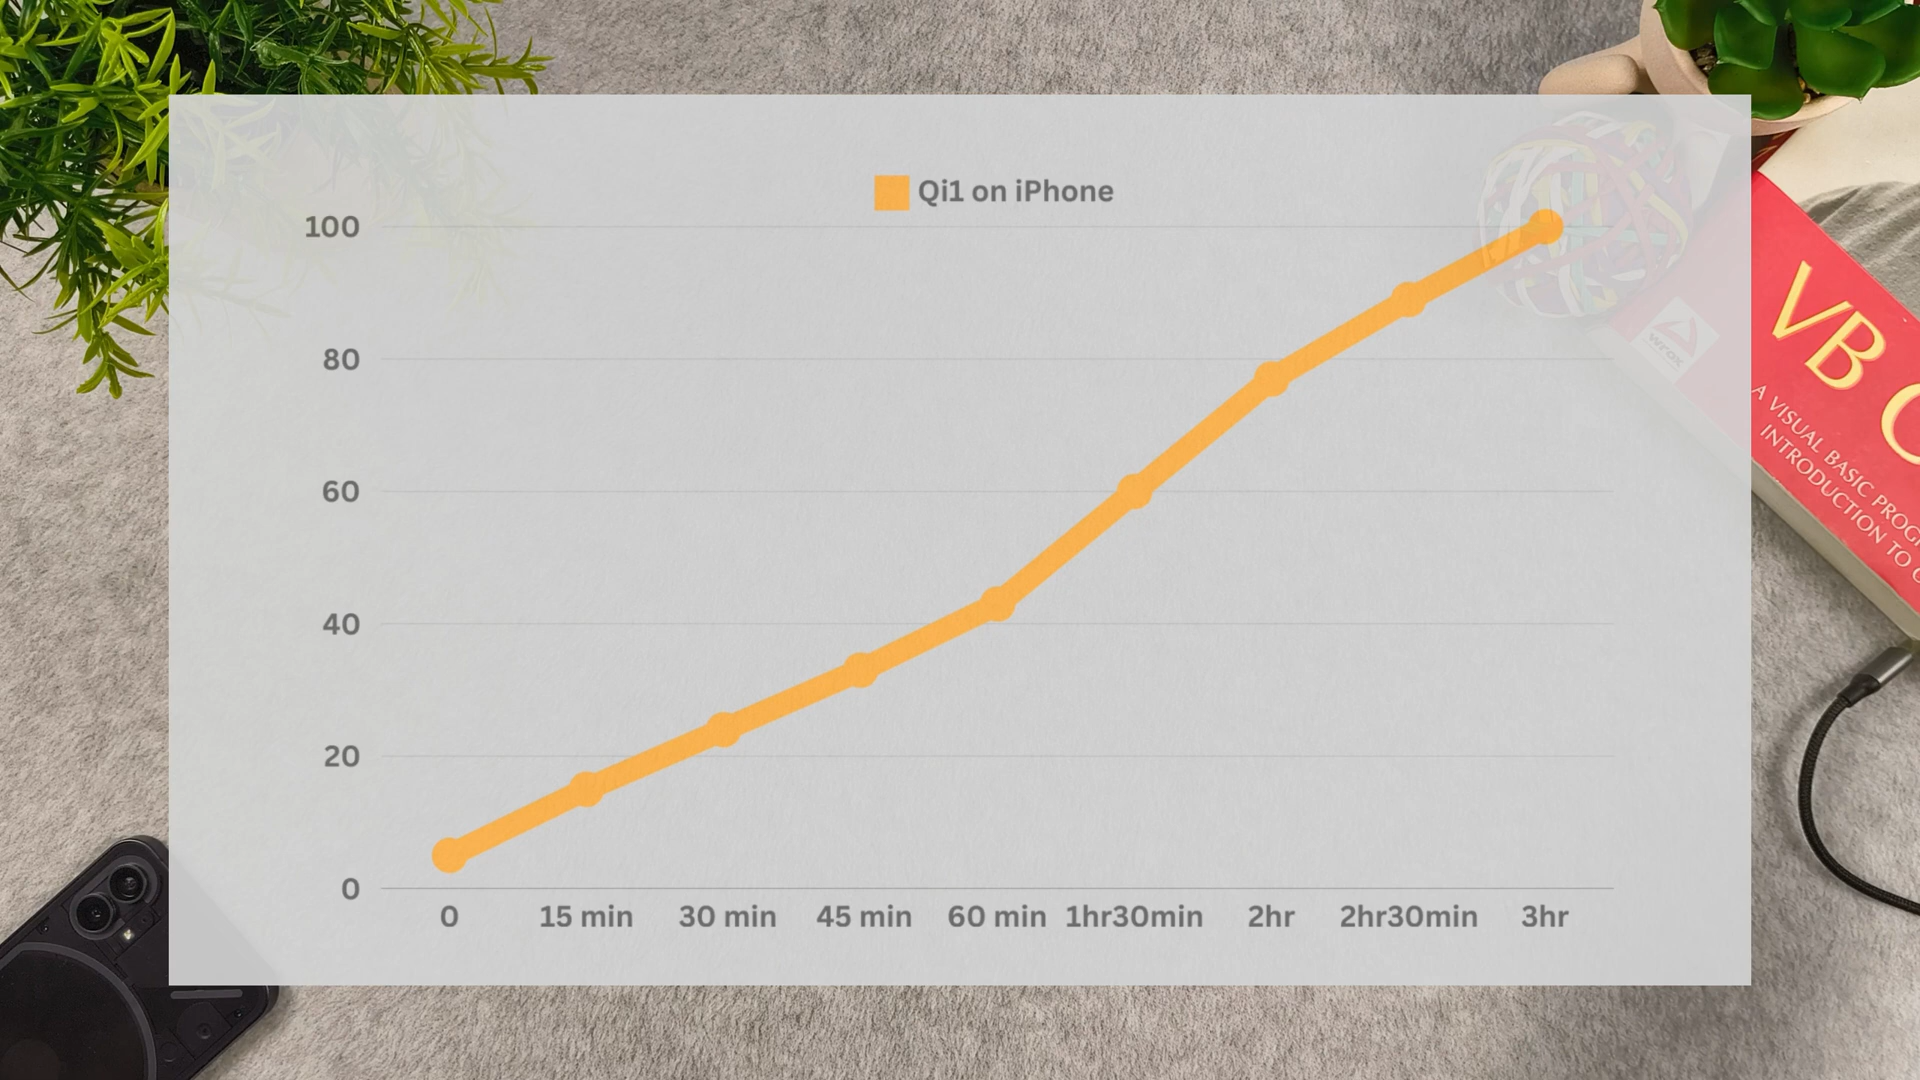 Qi1 on iPhone
100
80
60
40
20
0
0 15 min 30 min 45 min 60 min 1hr30min 2hr 2hr30min 3hr
wrox
VB
A VISUAL BASIC
INTRODUCTION TO